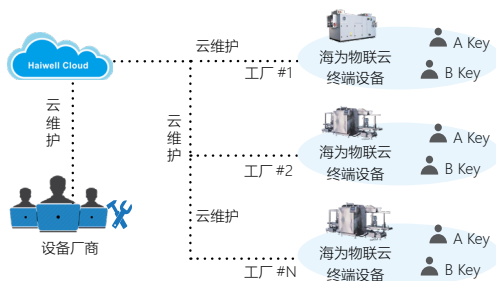 Haiwell Cloud
云维护
工厂 #1
海为物联云
终端设备
A Key
B Key
云维护
云维护
工厂 #2
海为物联云
终端设备
A Key
B Key
设备厂商
云维护
工厂 #N
海为物联云
终端设备
A Key
B Key